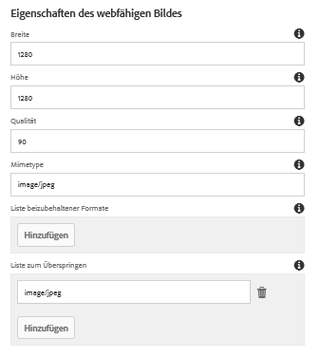 Eigenschaften des webfähigen Bildes
Breite
1280
Höhe
1280
Qualität
90
Mimetype
image/jpeg
Liste beizubehaltener Formate
Hinzufügen
Liste zum Überspringen
image/jpeg
Hinzufügen